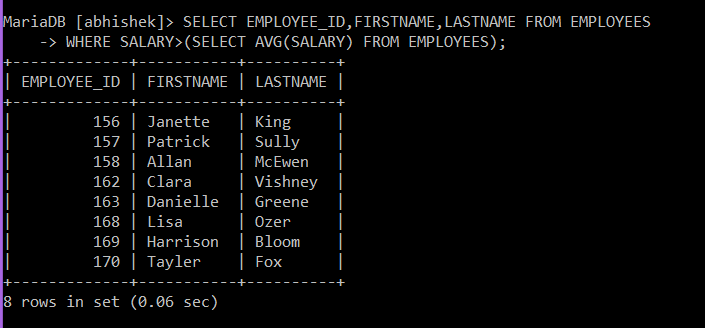 MariaDB [abhishek]> SELECT EMPLOYEE_ID,FIRSTNAME,LASTNAME FROM EMPLOYEES
    -> WHERE SALARY>(SELECT AVG(SALARY) FROM EMPLOYEES);
+-------------+-----------+----------+
| EMPLOYEE_ID | FIRSTNAME | LASTNAME |
+-------------+-----------+----------+
|         156 | Janette   | King     |
|         157 | Patrick   | Sully    |
|         158 | Allan     | McEwen   |
|         162 | Clara     | Vishney  |
|         163 | Danielle  | Greene   |
|         168 | Lisa      | Ozer     |
|         169 | Harrison  | Bloom    |
|         170 | Tayler    | Fox      |
+-------------+-----------+----------+
8 rows in set (0.06 sec)